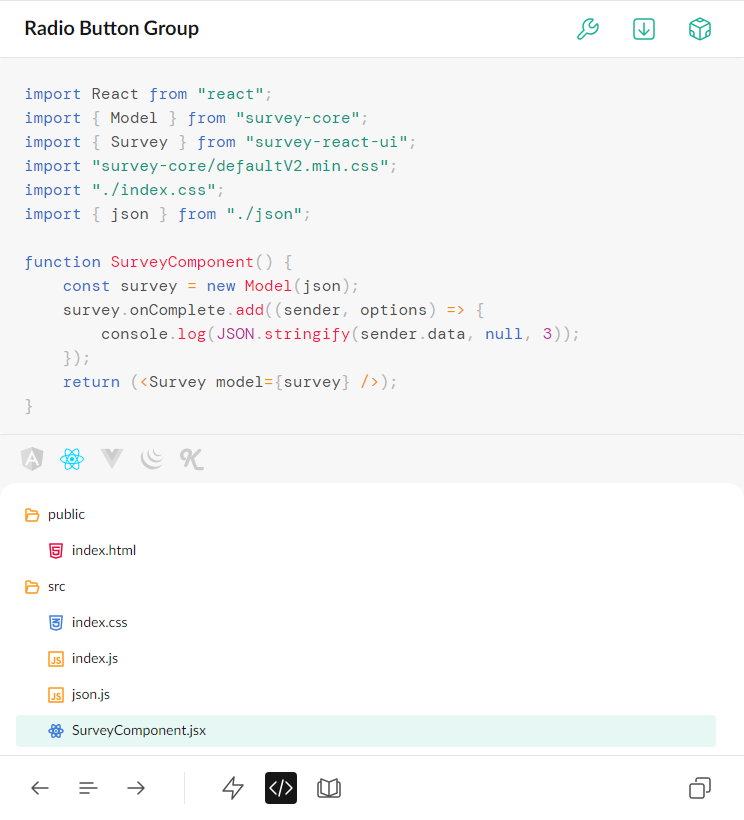 Radio Button Group
import React from "react";
import { Model } from "survey-core";
import { Survey } from "survey-react-ui";
import "survey-core/defaultV2.min.css";
import "./index.css";
import { json } from "./json";
function SurveyComponent() {
    const survey = new Model(json);
    survey.onComplete.add((sender, options) => {
        console.log(JSON.stringify(sender.data, null, 3));
    });
    return (<Survey model={survey} />);
}
public
index.html
src
index.css
JS index.js
JS json.js
SurveyComponent.jsx